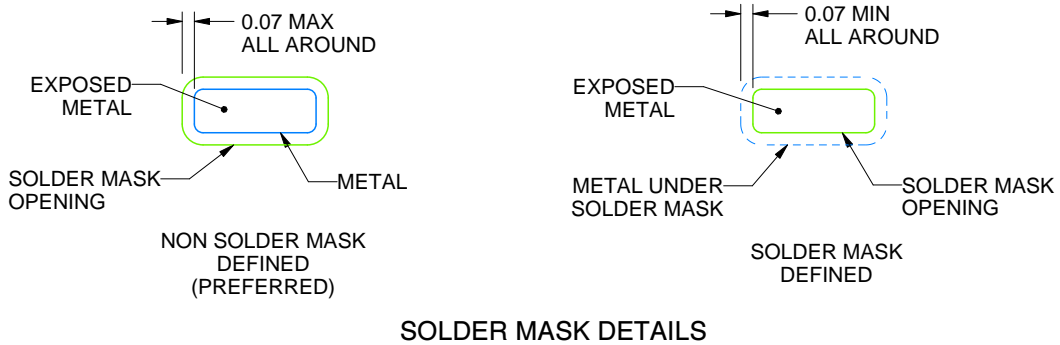 0.07 MAX
ALL AROUND
EXPOSED
METAL
SOLDER MASK
OPENING
METAL
NON SOLDER MASK
DEFINED
(PREFERRED)
0.07 MIN
ALL AROUND
EXPOSED
METAL
METAL UNDER
SOLDER MASK
SOLDER MASK
OPENING
SOLDER MASK
DEFINED
SOLDER MASK DETAILS